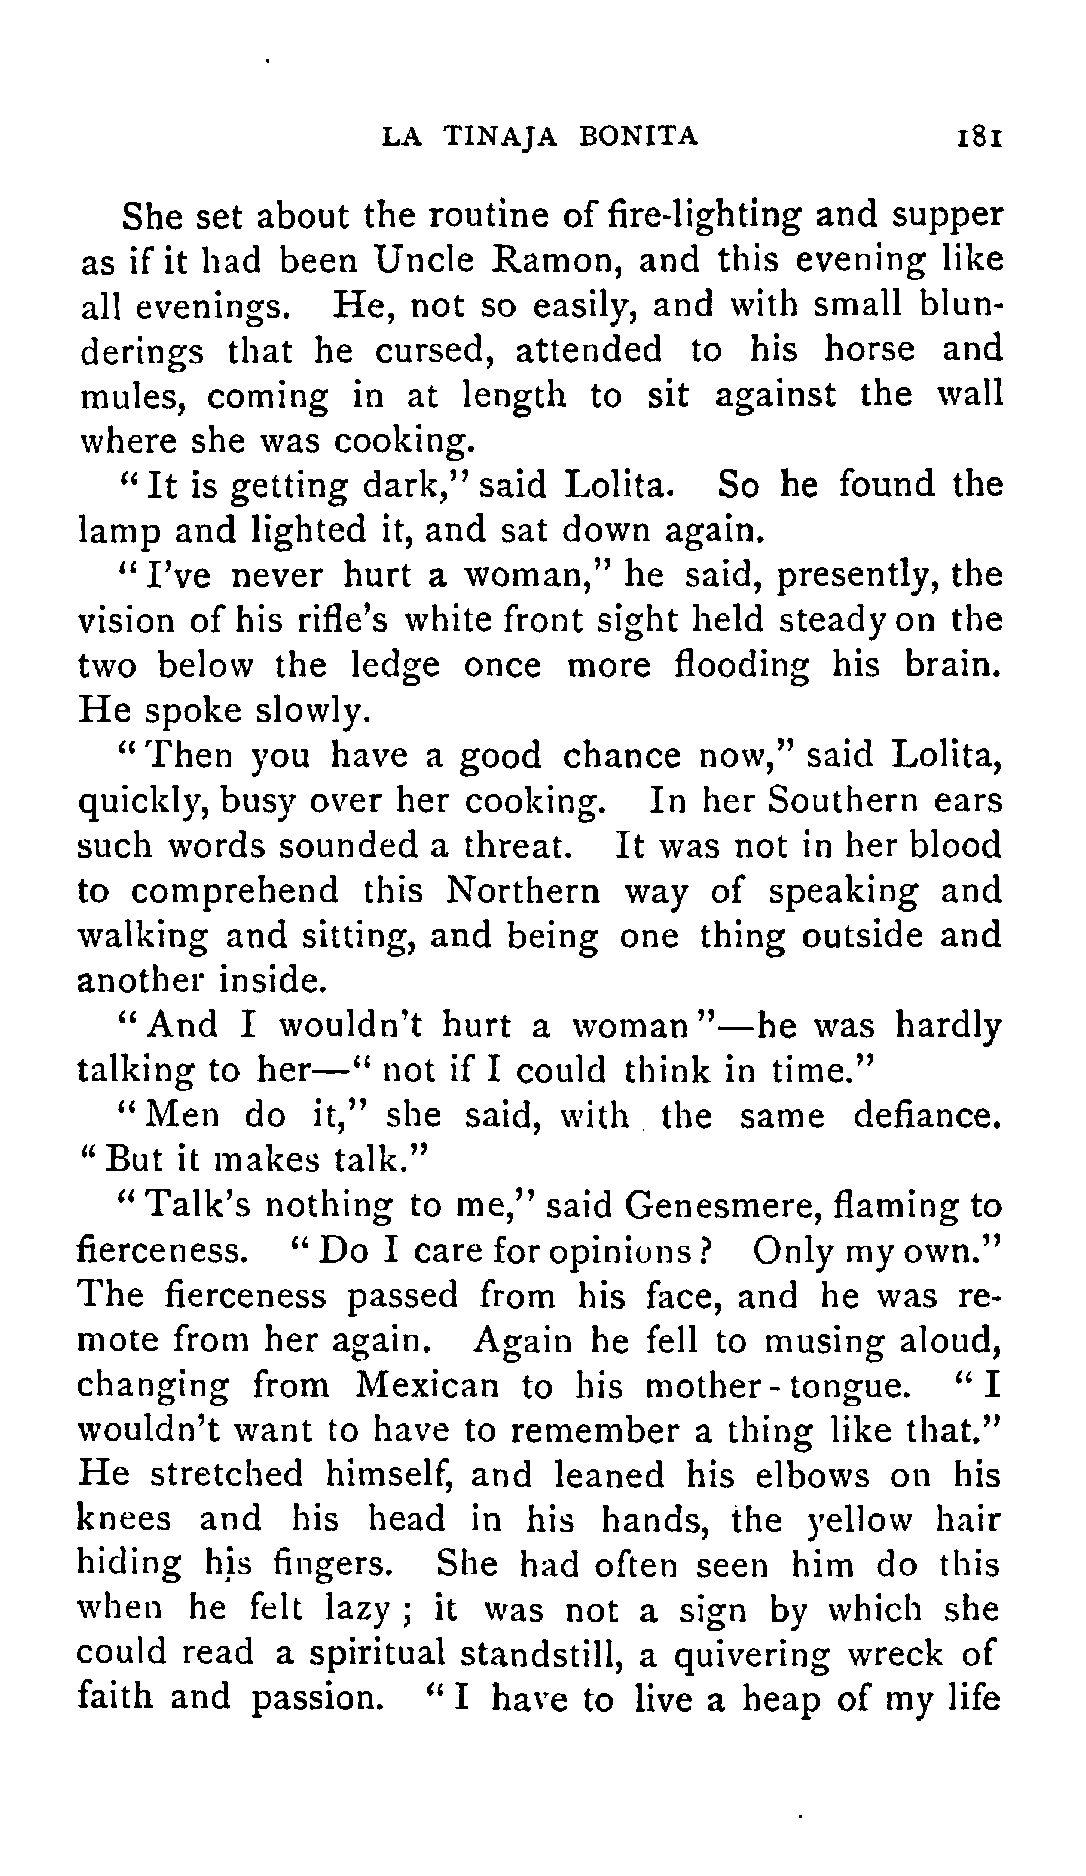 LA TINAJA BONITA 181
She set about the routine of fire-lighting and supper
as if it had been Uncle Ramon, and this evening like
all evenings. He, not so easily, and with small blun-
derings that he cursed, attended to his horse and
mules, coming in at length to sit against the wall
where she was cooking.
“It is getting dark,” said Lolita. So he found the
lamp and lighted it, and sat down again.
“I’ve never hurt a woman,” he said, presently, the
vision of his rifle’s white front sight held steady on the
two below the ledge once more flooding his brain.
He spoke slowly.
“Then you have a good chance now,” said Lolita,
quickly, busy over her cooking. In her Southern ears
such words sounded a threat. It was not in her blood
to comprehend this Northern way of speaking and
walking and sitting, and being one thing outside and
another inside.
“And I wouldn’t hurt a woman”—he was hardly
talking to her—“not if I could think in time.”
“Men do it,” she said, with the same defiance.
“But it makes talk.”
“Talk’s nothing to me,” said Genesmere, flaming to
fierceness. “Do I care for opinions? Only my own.”
The fierceness passed from his face, and he was re-
mote from her again. Again he fell to musing aloud,
changing from Mexican to his mother-tongue. “I
wouldn’t want to have to remember a thing like that.”
He stretched himself, and leaned his elbows on his
knees and his head in his hands, the yellow hair
hiding his fingers. She had often seen him do this
when he felt lazy; it was not a sign by which she
could read a spiritual standstill, a quivering wreck of
faith and passion. “I have to live a heap of my life